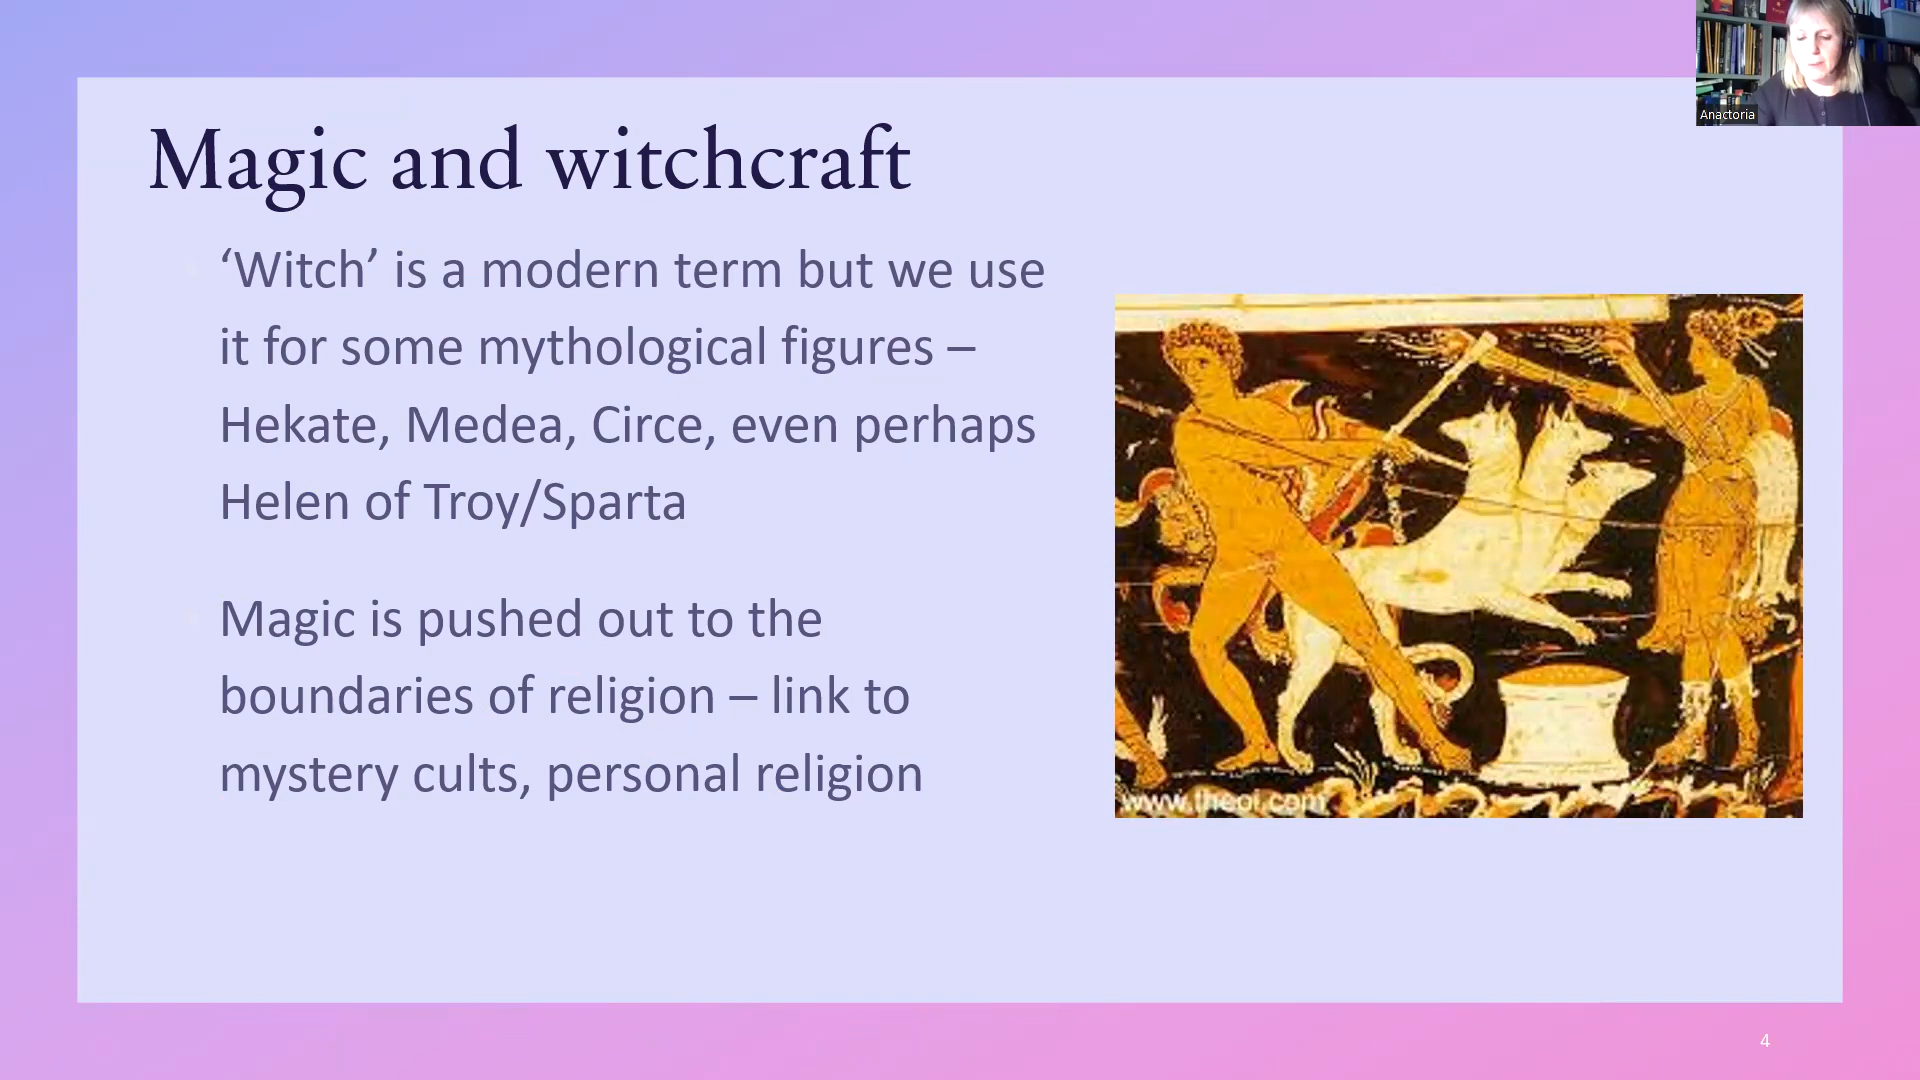 Anactoria
Magic and witchcraft
‘Witch’ is a modern term but we use
it for some mythological figures –
Hekate, Medea, Circe, even perhaps
Helen of Troy/Sparta
Magic is pushed out to the
boundaries of religion – link to
mystery cults, personal religion
www.theoi.com
4